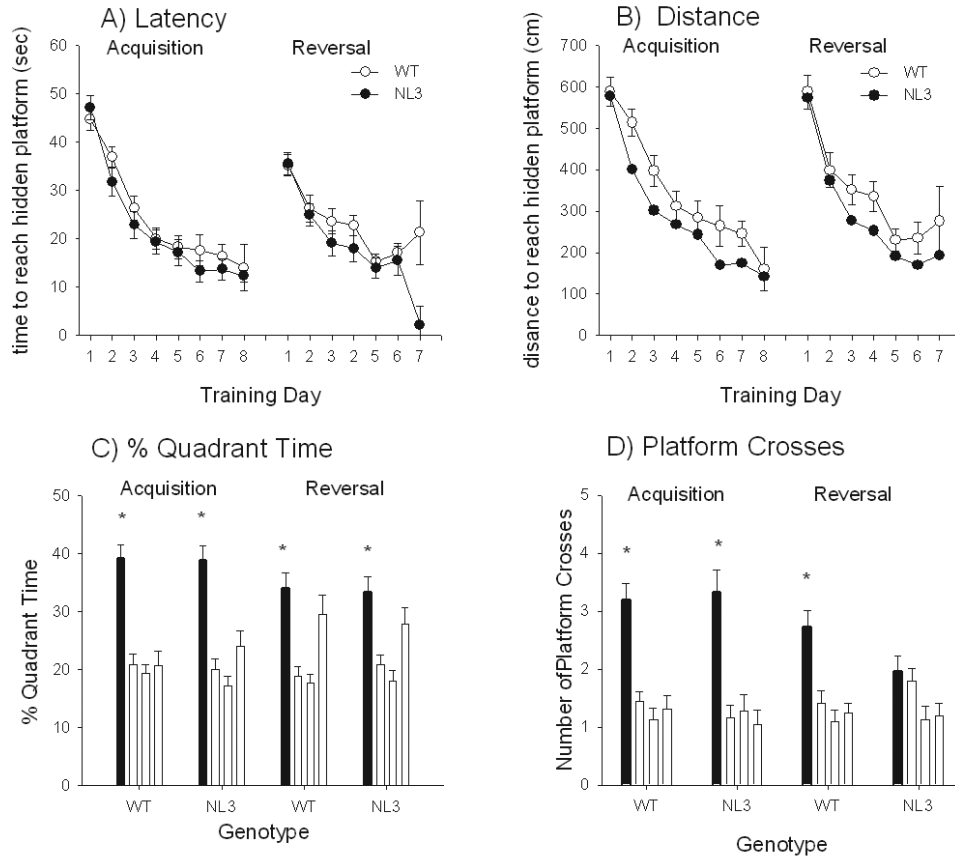 A) Latency
Acquisition
Reversal
WT
NL3
time to reach hidden platform (sec)
60
50
40
30
20
10
0
1 2 3 4 5 6 7 8
1 2 3 2 5 6 7
Training Day
B) Distance
Acquisition
Reversal
WT
NL3
disance to reach hidden platform (cm)
700
600
500
400
300
200
100
1 2 3 4 5 6 7 8
1 2 3 4 5 6 7
Training Day
C) % Quadrant Time
Acquisition
Reversal
% Quadrant Time
50
40
30
20
10
0
* * * *
WT NL3 WT NL3
Genotype
D) Platform Crosses
Acquisition
Reversal
Number of Platform Crosses
5
4
3
2
1
0
* * *
WT NL3 WT NL3
Genotype